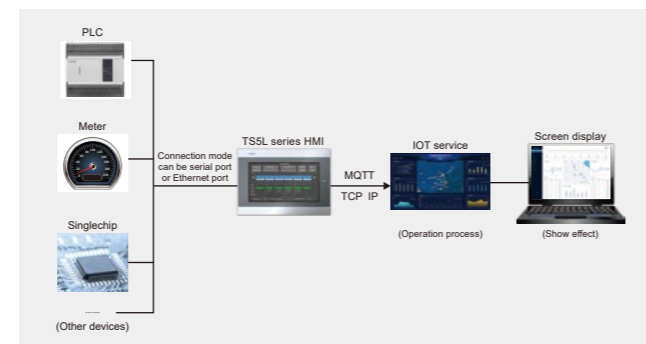 PLC
Meter
Singlechip
......
(Other devices)
Connection mode
can be serial port
or Ethernet port
TS5L series HMI
MQTT
TCP IP
IOT service
(Operation process)
Screen display
(Show effect)